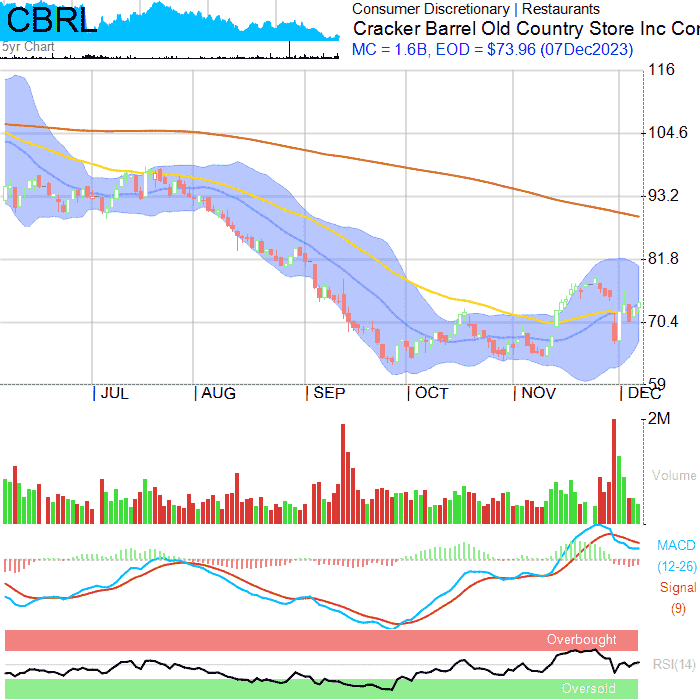 CBRL
5yr Chart
Consumer Discretionary | Restaurants
Cracker Barrel Old Country Store Inc Cor
MC = 1.6B, EOD = $73.96 (07Dec2023)
116
104.6
93.2
81.8
70.4
59
JUL
AUG
SEP
OCT
NOV
DEC
2M
Volume
MACD
(12-26)
Signal
(9)
Overbought
RSI(14)
Oversold